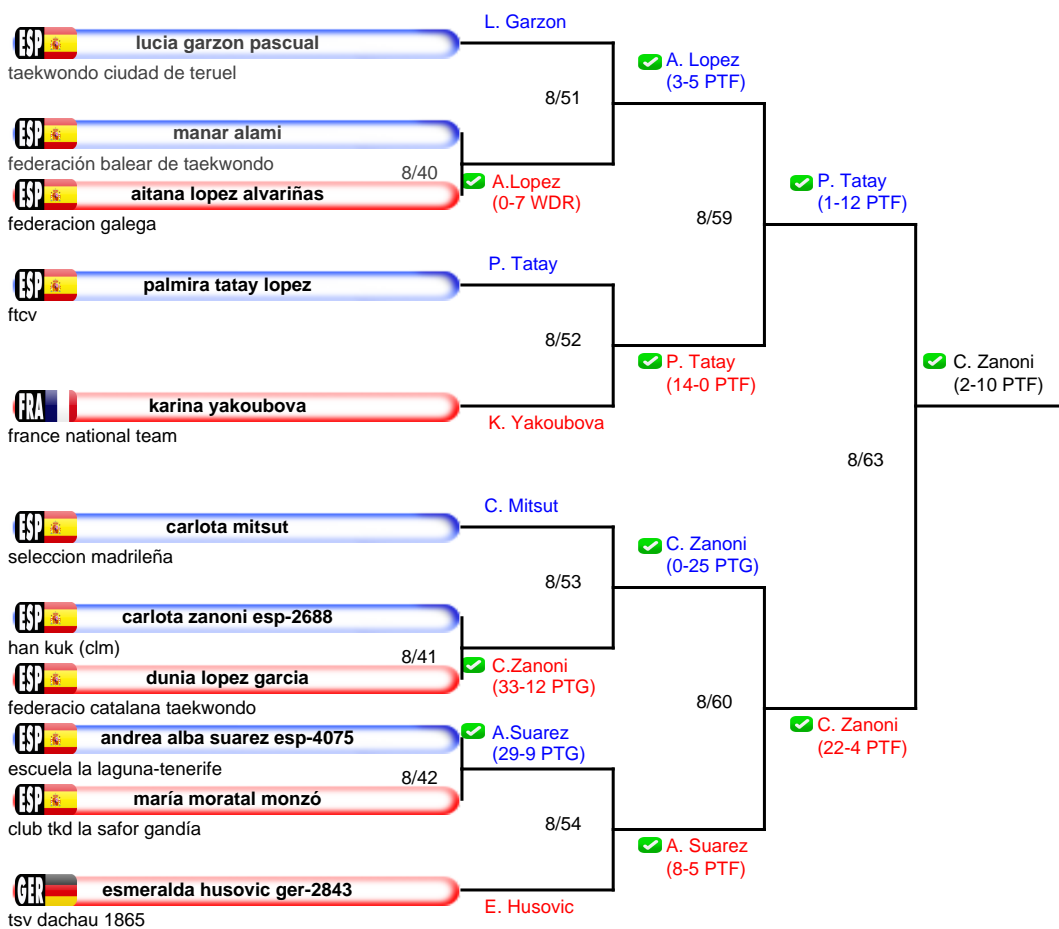 L. Garzon
ESP lucia garzon pascual
taekwondo ciudad de teruel
A. Lopez
(3-5 PTF)
8/51
ESP manar alami
federación balear de taekwondo
8/40
ESP aitana lopez alvariñas
federacion galega
A.Lopez
(0-7 WDR)
P. Tatay
(1-12 PTF)
8/59
P. Tatay
ESP palmira tatay lopez
ftcv
8/52
P. Tatay
(14-0 PTF)
C. Zanoni
(2-10 PTF)
FRA karina yakoubova
K. Yakoubova
france national team
8/63
C. Mitsut
ESP carlota mitsut
seleccion madrileña
C. Zanoni
(0-25 PTG)
8/53
ESP carlota zanoni esp-2688
han kuk (clm)
8/41
ESP dunia lopez garcia
federacio catalana taekwondo
C.Zanoni
(33-12 PTG)
8/60
C. Zanoni
(22-4 PTF)
ESP andrea alba suarez esp-4075
escuela la laguna-tenerife
A.Suarez
(29-9 PTG)
8/42
ESP maría moratal monzó
club tkd la safor gandía
8/54
A. Suarez
(8-5 PTF)
GER esmeralda husovic ger-2843
E. Husovic
tsv dachau 1865